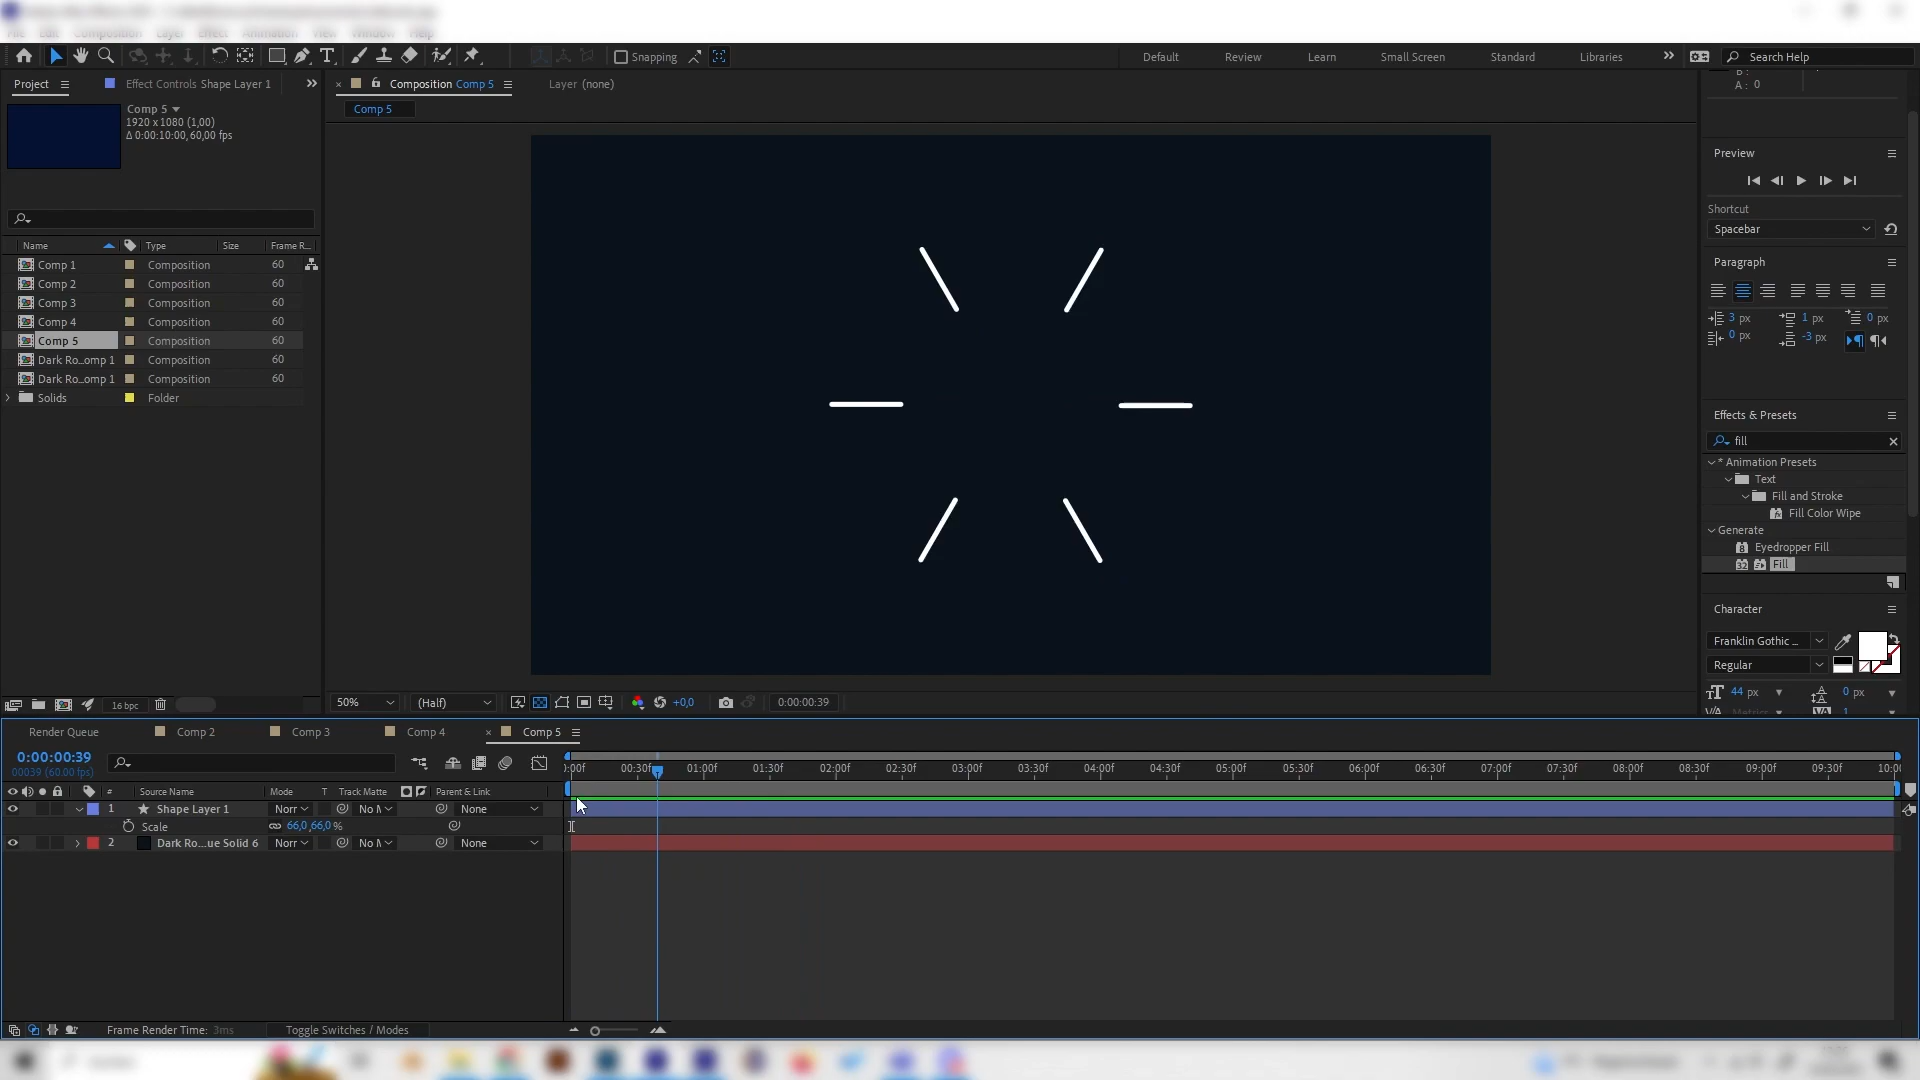 Snapping
Default
Review
Learn
Small Screen
Standard
Libraries
Search Help
Project
Effect Controls Shape Layer 1
Composition Comp 5
Layer (none)
Comp 5
Comp 5
1920 x 1080 (1,00)
Δ 0:00:10:00, 60,00 fps
Name
Type
Size
Frame R...
Comp 1 Composition 60
Comp 2 Composition 60
Comp 3 Composition 60
Comp 4 Composition 60
Comp 5 Composition 60
Dark Ro...omp 1 Composition 60
Dark Ro...omp 1 Composition 60
Solids Folder
16 bpc
50%
(Half)
+0,0
0:00:00:39
A : 0
Preview
Shortcut
Spacebar
Paragraph
3 px
1 px
0 px
0 px
-3 px
Effects & Presets
fill
* Animation Presets
Text
Fill and Stroke
Fill Color Wipe
Generate
Eyedropper Fill
Fill
Character
Franklin Gothic ...
Regular
44 px
0 px
Metrics
Render Queue
Comp 2
Comp 3
Comp 4
Comp 5
0:00:00:39
00039 (60.00 fps)
):00f 00:30f 01:00f 01:30f 02:00f 02:30f 03:00f 03:30f 04:00f 04:30f 05:00f 05:30f 06:00f 06:30f 07:00f 07:30f 08:00f 08:30f 09:00f 09:30f 10:00
# Source Name Mode T Track Matte Parent & Link
1 Shape Layer 1 Norr No M None
Scale 66,0,66,0 %
2 Dark Ro...ue Solid 6 Norr No M None
Frame Render Time: 3ms
Toggle Switches / Modes